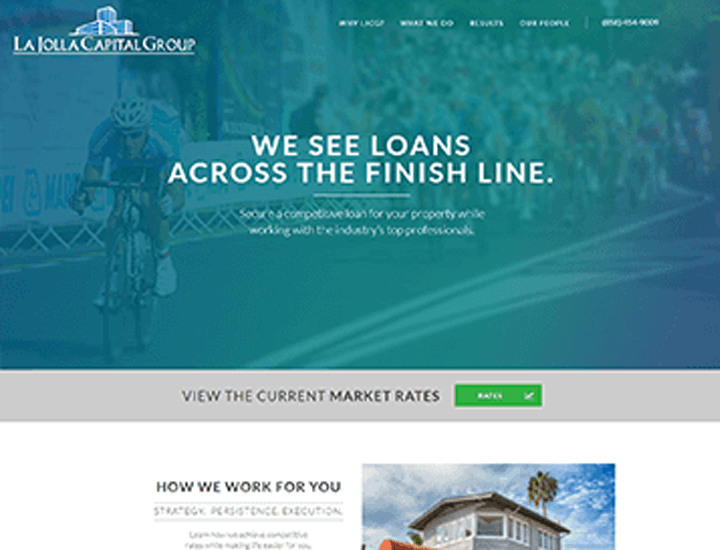 LA JOLLA CAPITAL GROUP
WHY LJCG? WHAT WE DO RESULTS OUR PEOPLE (858) 454-9009
WE SEE LOANS
ACROSS THE FINISH LINE.
Secure a competitive loan for your property while
working with the industry's top professionals.
VIEW THE CURRENT MARKET RATES RATES
HOW WE WORK FOR YOU
STRATEGY. PERSISTENCE. EXECUTION.
Learn how we achieve competitive
rates while making life easier for you.